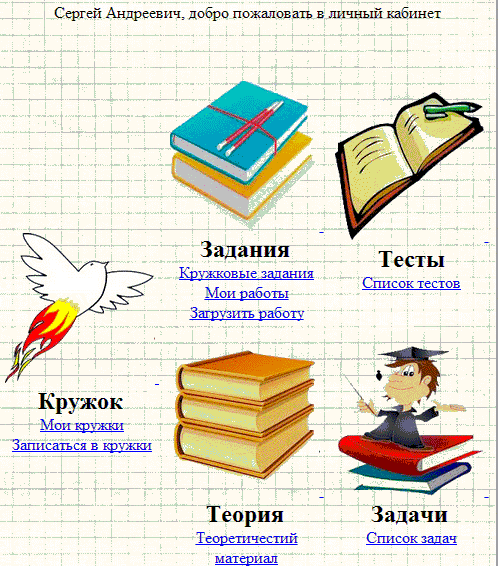 Сергей Андреевич, добро пожаловать в личный кабинет
Задания
Кружковые задания
Мои работы
Загрузить работу
Тесты
Список тестов
Кружок
Мои кружки
Записаться в кружки
Теория
Теоретичестий
материал
Задачи
Список задач